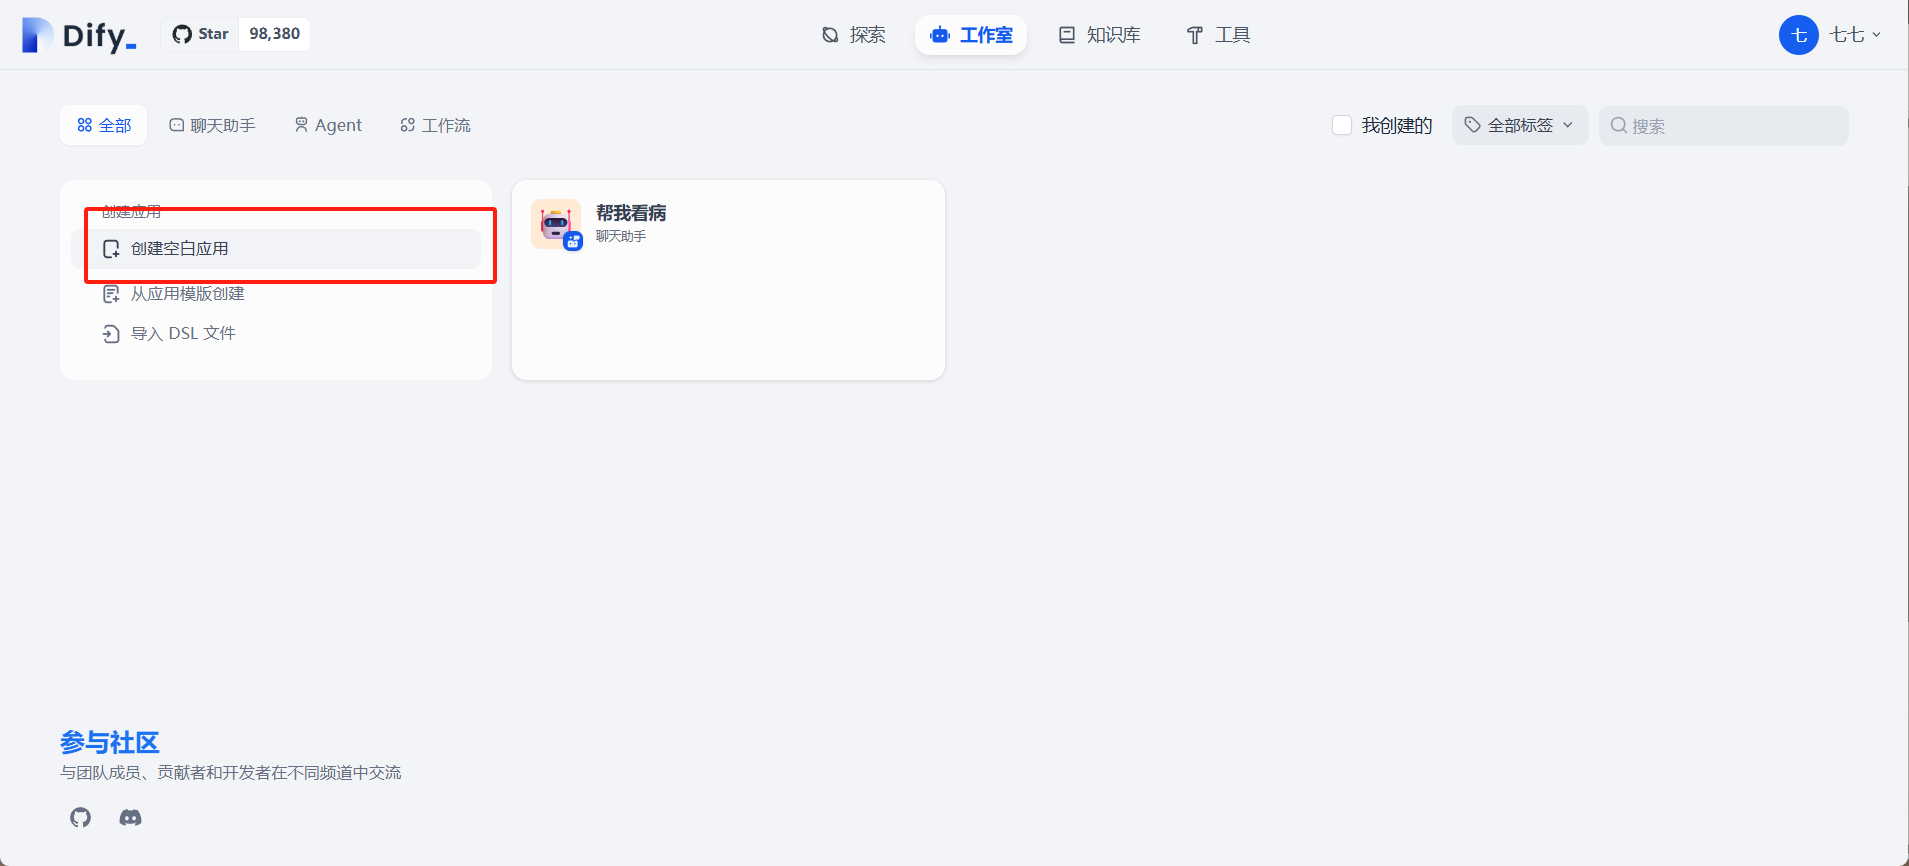 Dify_
Star 98,380
探索 工作室 知识库 工具
七 七七
全部 聊天助手 Agent 工作流
我创建的 全部标签 搜索
创建应用
创建空白应用
从应用模版创建
导入 DSL 文件
帮我看病
聊天助手
参与社区
与团队成员、贡献者和开发者在不同频道中交流